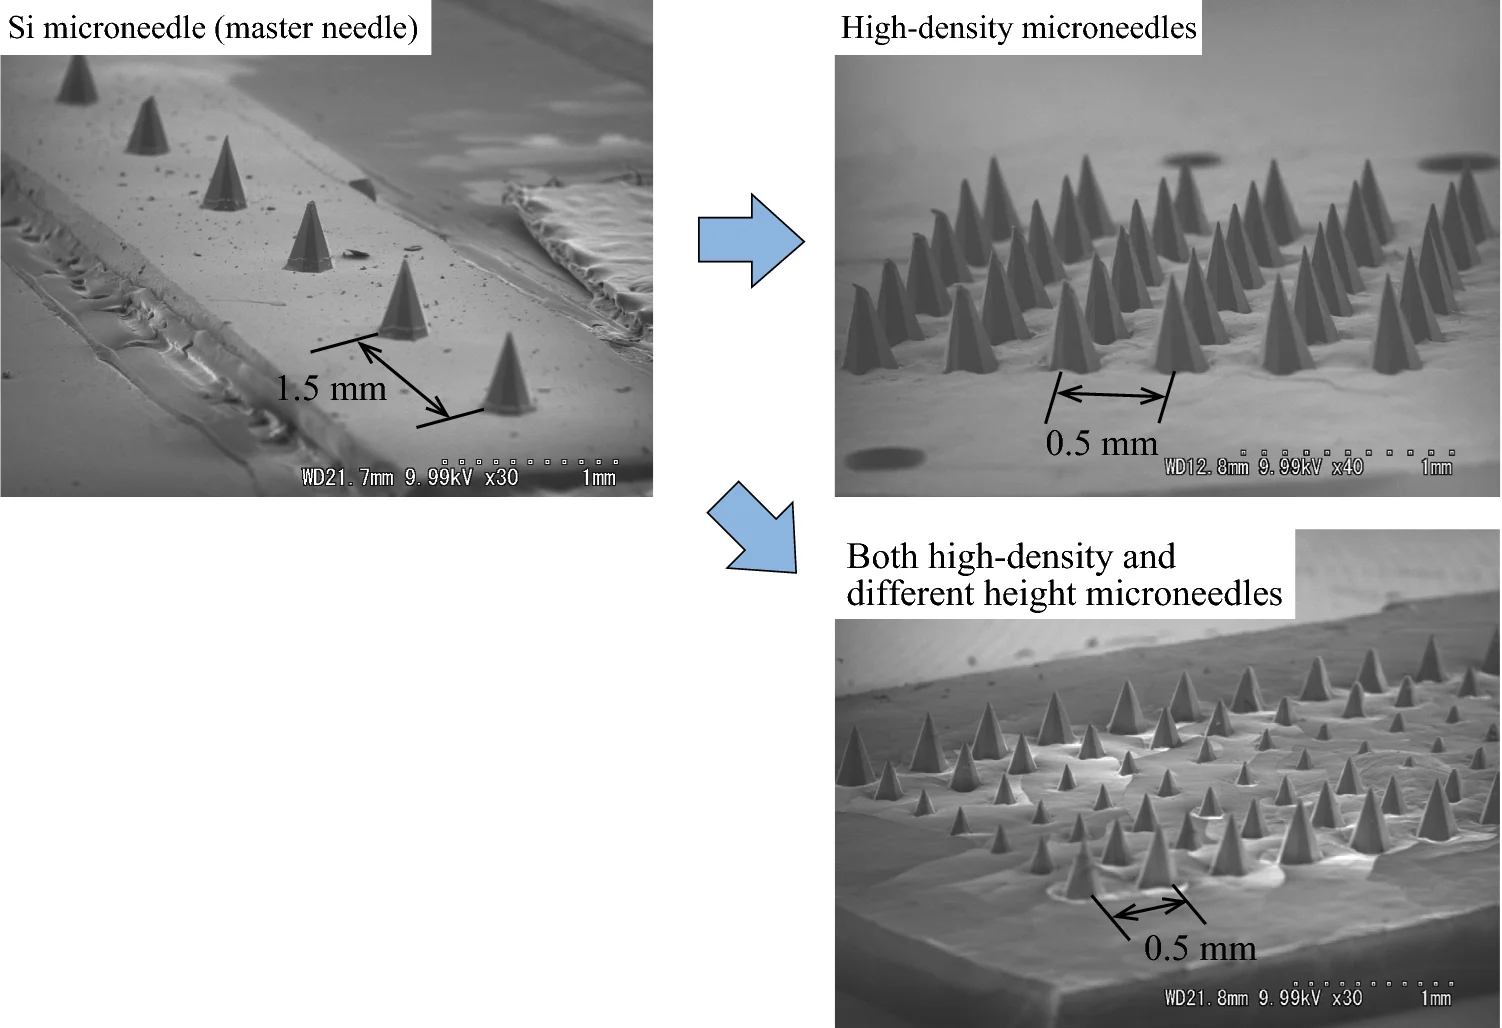 Si microneedle (master needle)
1.5 mm
WD21.7mm 9.99kV x30 1mm
High-density microneedles
0.5 mm
WD12.8mm 9.99kV x40 1mm
Both high-density and
different height microneedles
0.5 mm
WD21.8mm 9.99kV x30 1mm